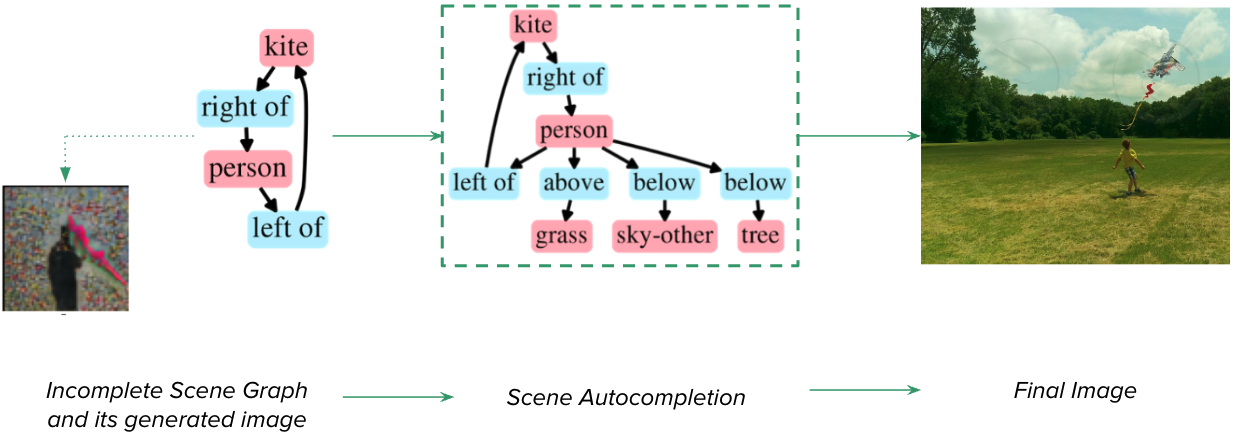 kite
right of
person
left of
kite
right of
person
left of
above
below
below
grass
sky-other
tree
Incomplete Scene Graph
and its generated image
Scene Autocompletion
Final Image